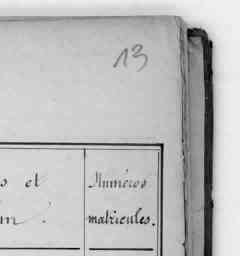 13
s et
Numéros
matricules.